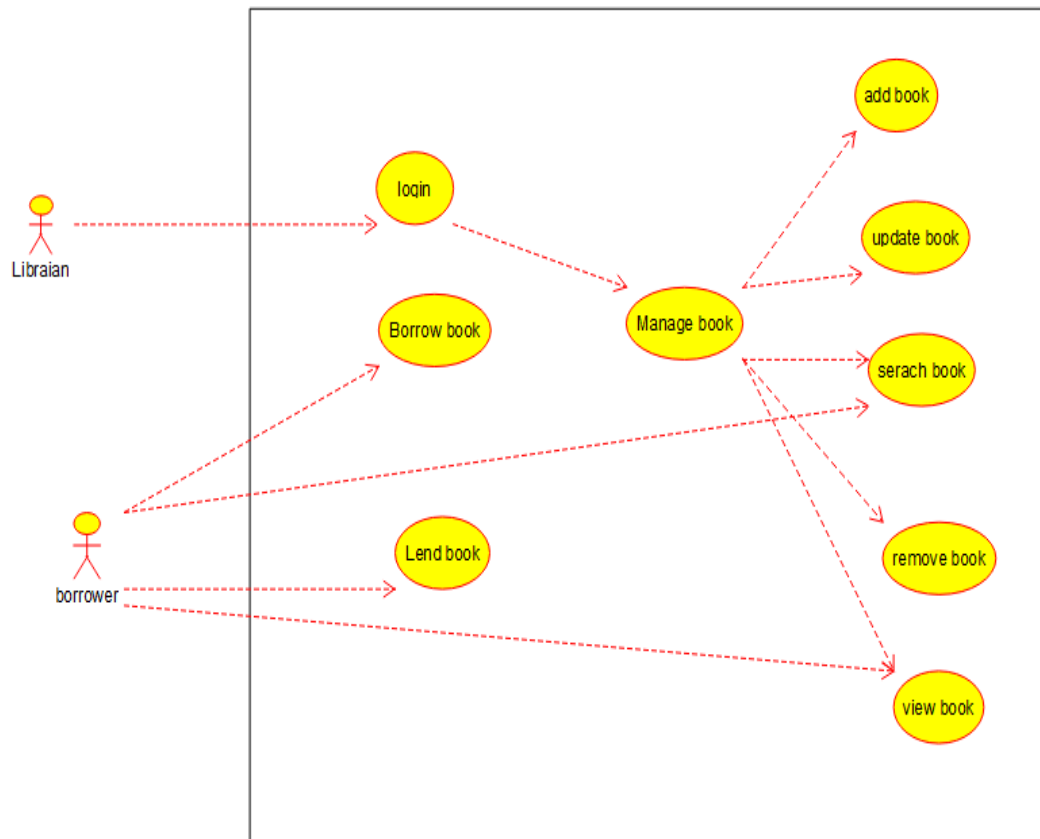 add book
login
update book
Libraian
Borrow book
Manage book
serach book
Lend book
remove book
borrower
view book